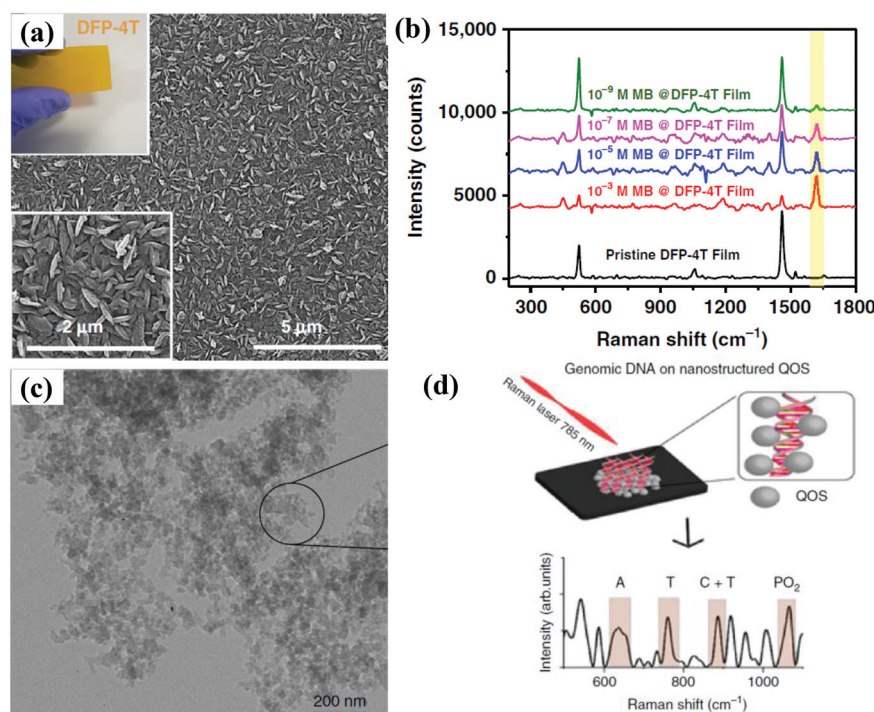 (a)
DFP-4T
2 μm
5 μm
(b)
15,000
10,000
5000
0
Intensity (counts)
10⁻⁹ M MB @DFP-4T Film
10⁻⁷ M MB @ DFP-4T Film
10⁻⁵ M MB @ DFP-4T Film
10⁻³ M MB @ DFP-4T Film
Pristine DFP-4T Film
300 600 900 1200 1500 1800
Raman shift (cm⁻¹)
(c)
200 nm
(d)
Genomic DNA on nanostructured QOS
Raman laser 785 nm
QOS
A T C + T PO₂
Intensity (arb.units)
600 800 1000
Raman shift (cm⁻¹)